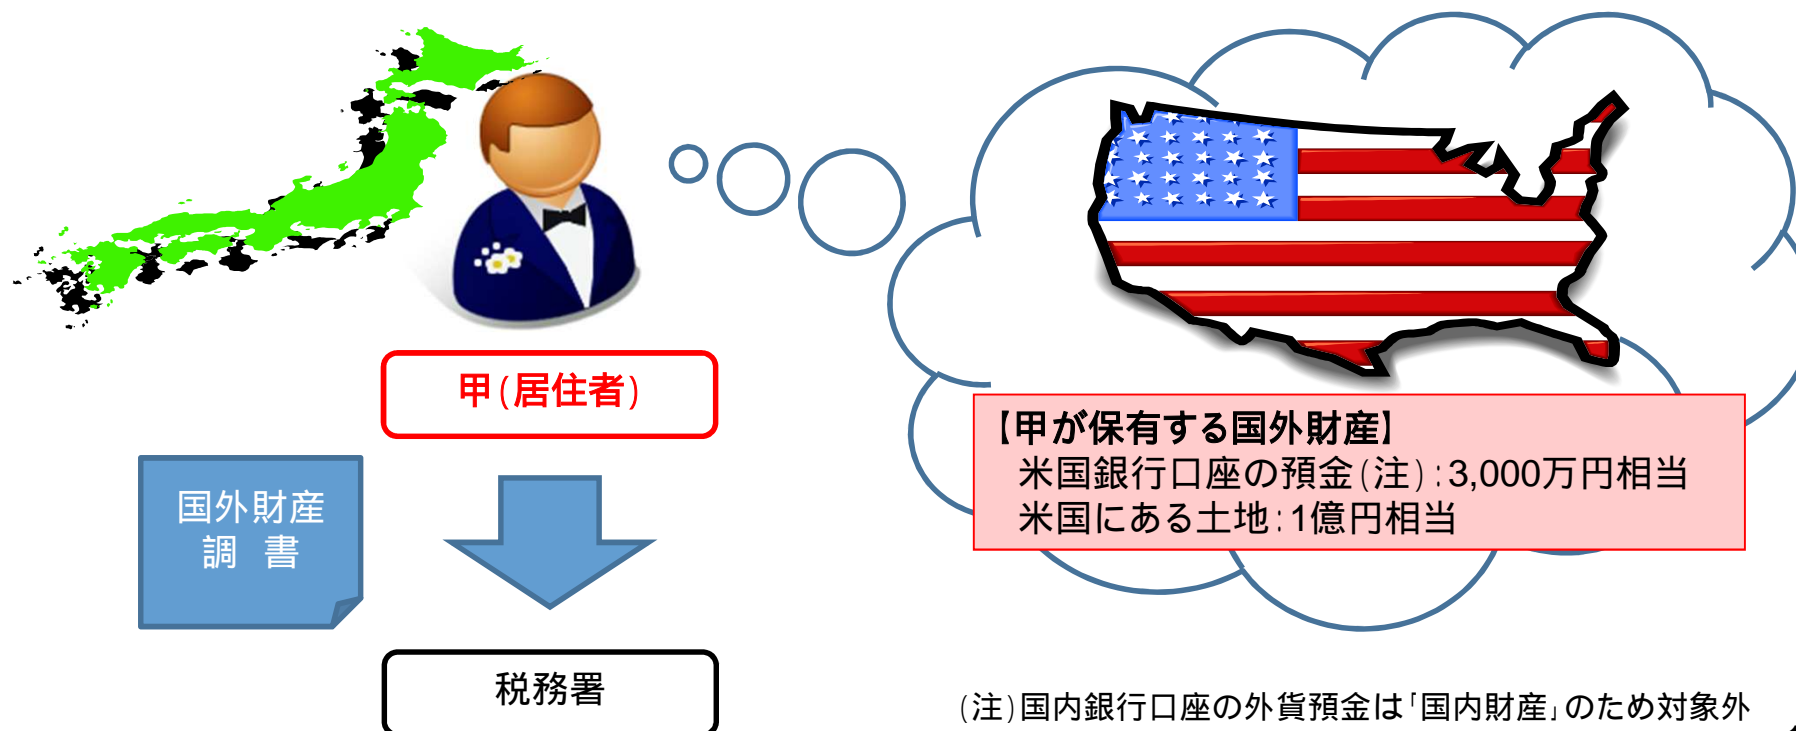 甲(居住者)
【甲が保有する国外財産】
米国銀行口座の預金(注):3,000万円相当
米国にある土地:1億円相当
国外財産
調 書
税務署
(注)国内銀行口座の外貨預金は「国内財産」のため対象外